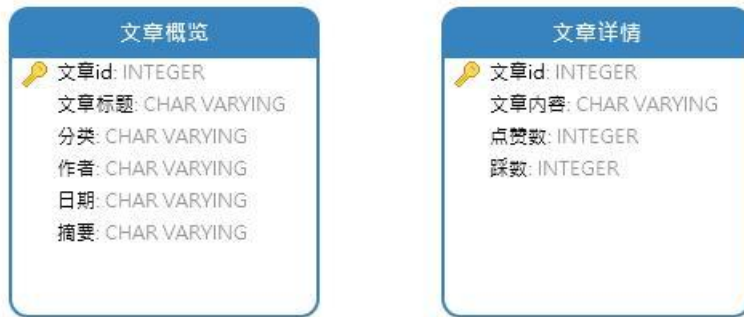 文章概览
文章id: INTEGER
文章标题: CHAR VARYING
分类: CHAR VARYING
作者: CHAR VARYING
日期: CHAR VARYING
摘要: CHAR VARYING
文章详情
文章id: INTEGER
文章内容: CHAR VARYING
点赞数: INTEGER
踩数: INTEGER